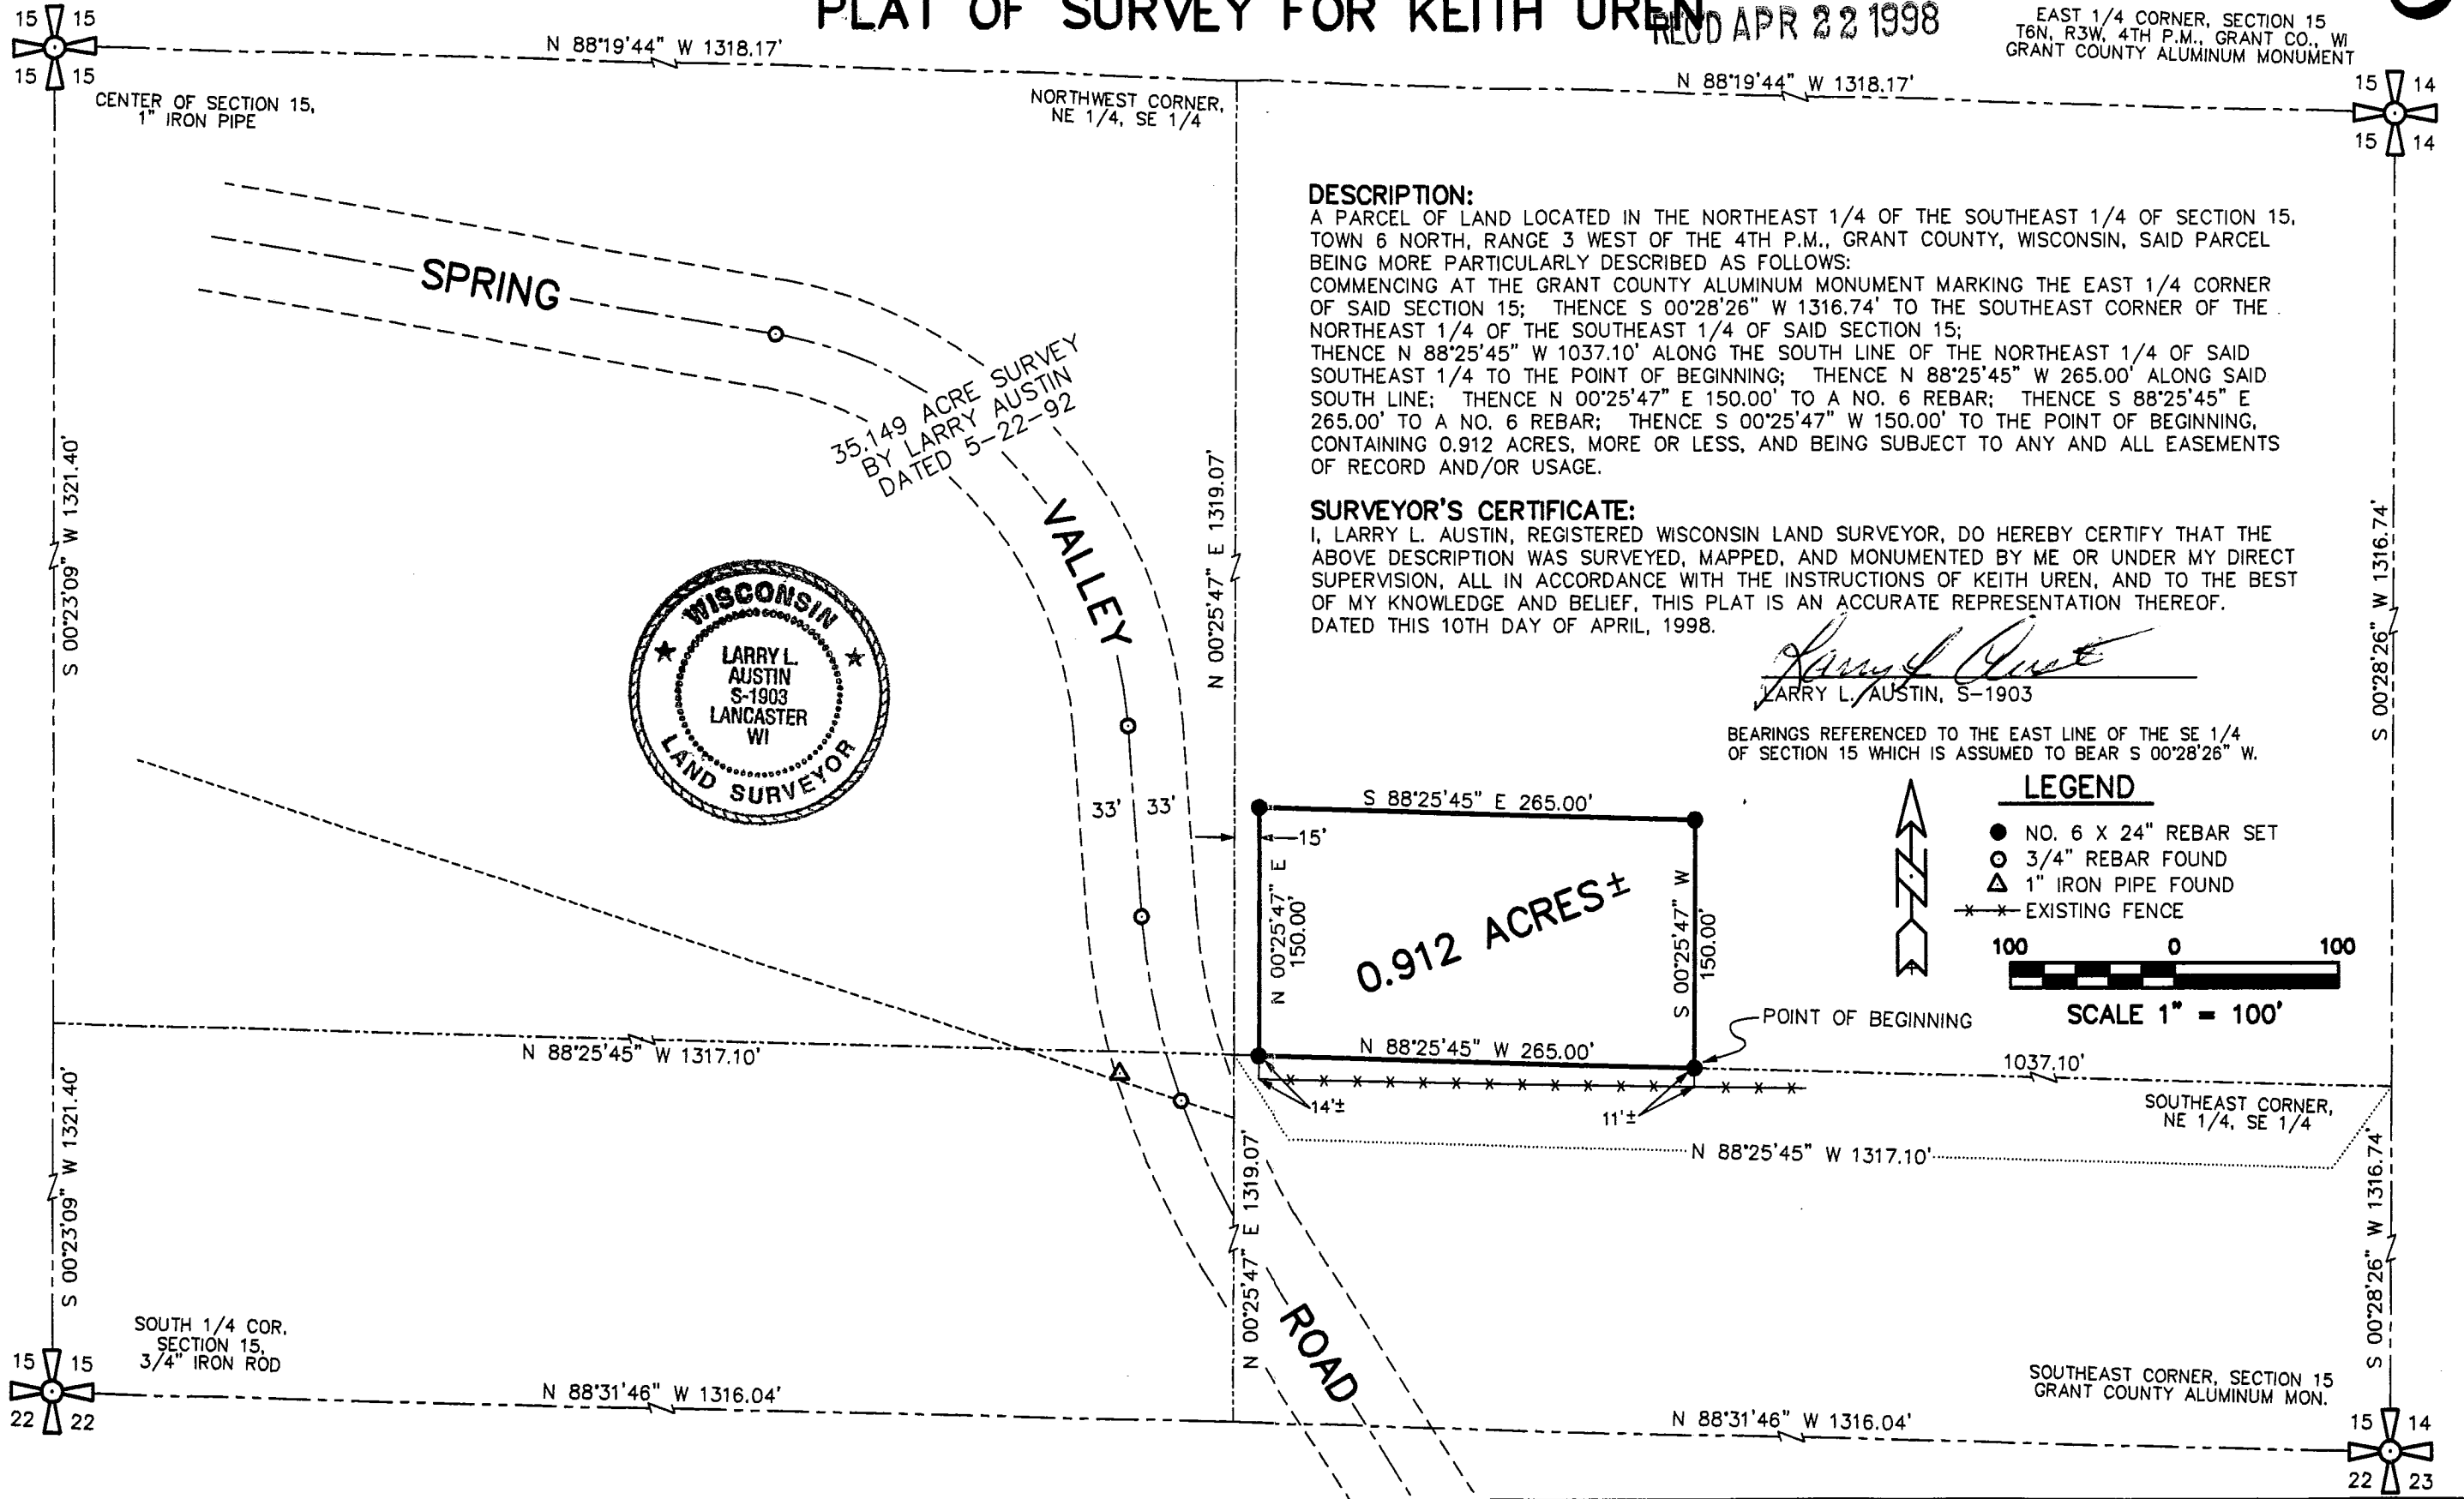 PLAT OF SURVEY FOR KEITH UREN
REC'D APR 22 1998
15 15
15 15
N 88°19'44" W 1318.17'
CENTER OF SECTION 15,
1" IRON PIPE
NORTHWEST CORNER,
NE 1/4, SE 1/4
N 88°19'44" W 1318.17'
EAST 1/4 CORNER, SECTION 15
T6N, R3W, 4TH P.M., GRANT CO., WI
GRANT COUNTY ALUMINUM MONUMENT
15 14
15 14
DESCRIPTION:
A PARCEL OF LAND LOCATED IN THE NORTHEAST 1/4 OF THE SOUTHEAST 1/4 OF SECTION 15,
TOWN 6 NORTH, RANGE 3 WEST OF THE 4TH P.M., GRANT COUNTY, WISCONSIN, SAID PARCEL
BEING MORE PARTICULARLY DESCRIBED AS FOLLOWS:
COMMENCING AT THE GRANT COUNTY ALUMINUM MONUMENT MARKING THE EAST 1/4 CORNER
OF SAID SECTION 15; THENCE S 00°28'26" W 1316.74' TO THE SOUTHEAST CORNER OF THE
NORTHEAST 1/4 OF THE SOUTHEAST 1/4 OF SAID SECTION 15;
THENCE N 88°25'45" W 1037.10' ALONG THE SOUTH LINE OF THE NORTHEAST 1/4 OF SAID
SOUTHEAST 1/4 TO THE POINT OF BEGINNING; THENCE N 88°25'45" W 265.00' ALONG SAID
SOUTH LINE; THENCE N 00°25'47" E 150.00' TO A NO. 6 REBAR; THENCE S 88°25'45" E
265.00' TO A NO. 6 REBAR; THENCE S 00°25'47" W 150.00' TO THE POINT OF BEGINNING,
CONTAINING 0.912 ACRES, MORE OR LESS, AND BEING SUBJECT TO ANY AND ALL EASEMENTS
OF RECORD AND/OR USAGE.
SURVEYOR'S CERTIFICATE:
I, LARRY L. AUSTIN, REGISTERED WISCONSIN LAND SURVEYOR, DO HEREBY CERTIFY THAT THE
ABOVE DESCRIPTION WAS SURVEYED, MAPPED, AND MONUMENTED BY ME OR UNDER MY DIRECT
SUPERVISION, ALL IN ACCORDANCE WITH THE INSTRUCTIONS OF KEITH UREN, AND TO THE BEST
OF MY KNOWLEDGE AND BELIEF, THIS PLAT IS AN ACCURATE REPRESENTATION THEREOF.
DATED THIS 10TH DAY OF APRIL, 1998.
LARRY L. AUSTIN, S-1903
BEARINGS REFERENCED TO THE EAST LINE OF THE SE 1/4
OF SECTION 15 WHICH IS ASSUMED TO BEAR S 00°28'26" W.
LEGEND
NO. 6 X 24" REBAR SET
3/4" REBAR FOUND
1" IRON PIPE FOUND
EXISTING FENCE
N
100 0 100
SCALE 1" = 100'
SPRING
VALLEY
ROAD
35.149 ACRE SURVEY
BY LARRY AUSTIN
DATED 5-22-92
WISCONSIN
LARRY L.
AUSTIN
S-1903
LANCASTER
WI
LAND SURVEYOR
S 00°23'09" W 1321.40'
N 00°25'47" E 1319.07'
S 00°28'26" W 1316.74'
33' 33'
15'
S 88°25'45" E 265.00'
N 00°25'47" E
150.00'
0.912 ACRES±
S 00°25'47" W
150.00'
N 88°25'45" W 265.00'
POINT OF BEGINNING
N 88°25'45" W 1317.10'
1037.10'
14'±
11'±
SOUTHEAST CORNER,
NE 1/4, SE 1/4
N 88°25'45" W 1317.10'
S 00°23'09" W 1321.40'
N 00°25'47" E 1319.07'
S 00°28'26" W 1316.74'
SOUTH 1/4 COR.
SECTION 15,
3/4" IRON ROD
15 15
22 22
N 88°31'46" W 1316.04'
N 88°31'46" W 1316.04'
SOUTHEAST CORNER, SECTION 15
GRANT COUNTY ALUMINUM MON.
15 14
22 23